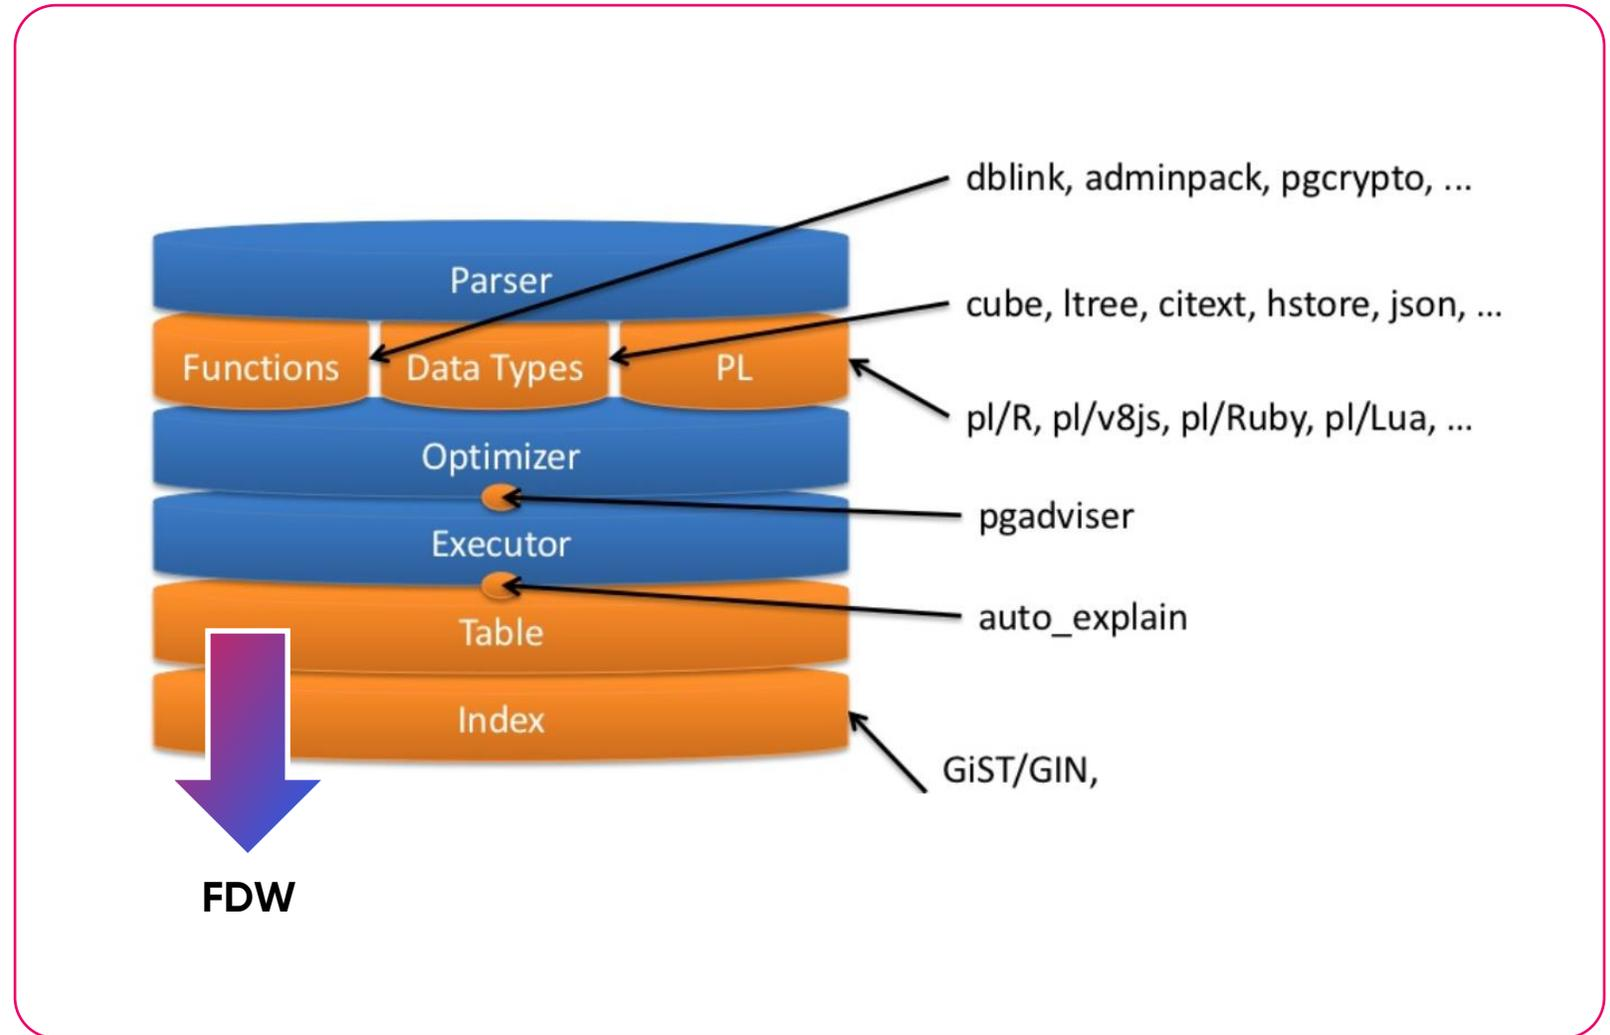 dblink, adminpack, pgcrypto, ...
Parser
cube, ltree, citext, hstore, json, ...
Functions
Data Types
PL
pl/R, pl/v8js, pl/Ruby, pl/Lua, ...
Optimizer
pgadviser
Executor
auto_explain
Table
Index
GiST/GIN,
FDW